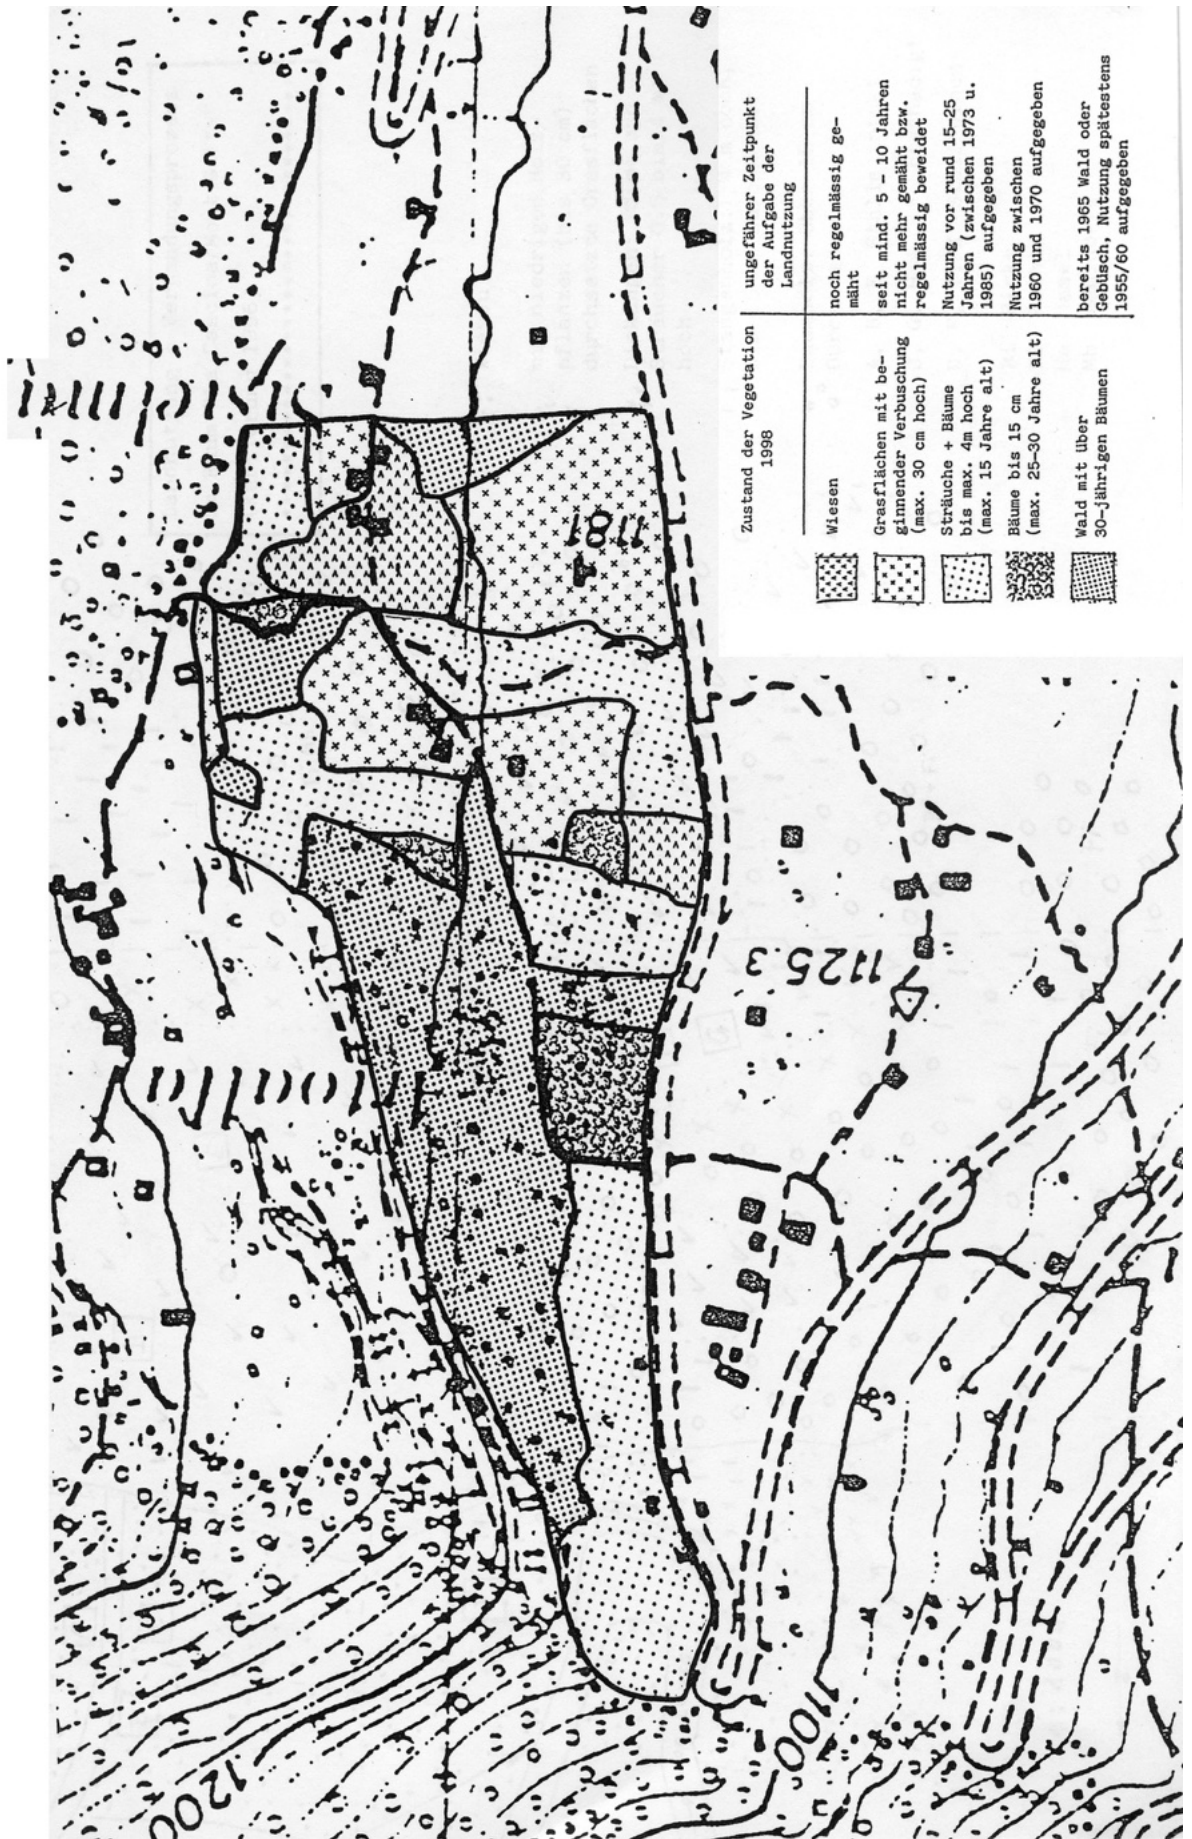 Zustand der Vegetation
1998
ungefährer Zeitpunkt
der Aufgabe der
Landnutzung
Wiesen
noch regelmässig ge-
mäht
Grasflächen mit be-
ginnender Verbuschung
(max. 30 cm hoch)
seit mind. 5 - 10 Jahren
nicht mehr gemäht bzw.
regelmässig beweidet
Sträuche + Bäume
bis max. 4m hoch
(max. 15 Jahre alt)
Nutzung vor rund 15-25
Jahren (zwischen 1973 u.
1985) aufgegeben
Bäume bis 15 cm
(max. 25-30 Jahre alt)
Nutzung zwischen
1960 und 1970 aufgegeben
Wald mit über
30-jährigen Bäumen
bereits 1965 Wald oder
Gebüsch, Nutzung spätestens
1955/60 aufgegeben
1181
1125.3
1200
1100